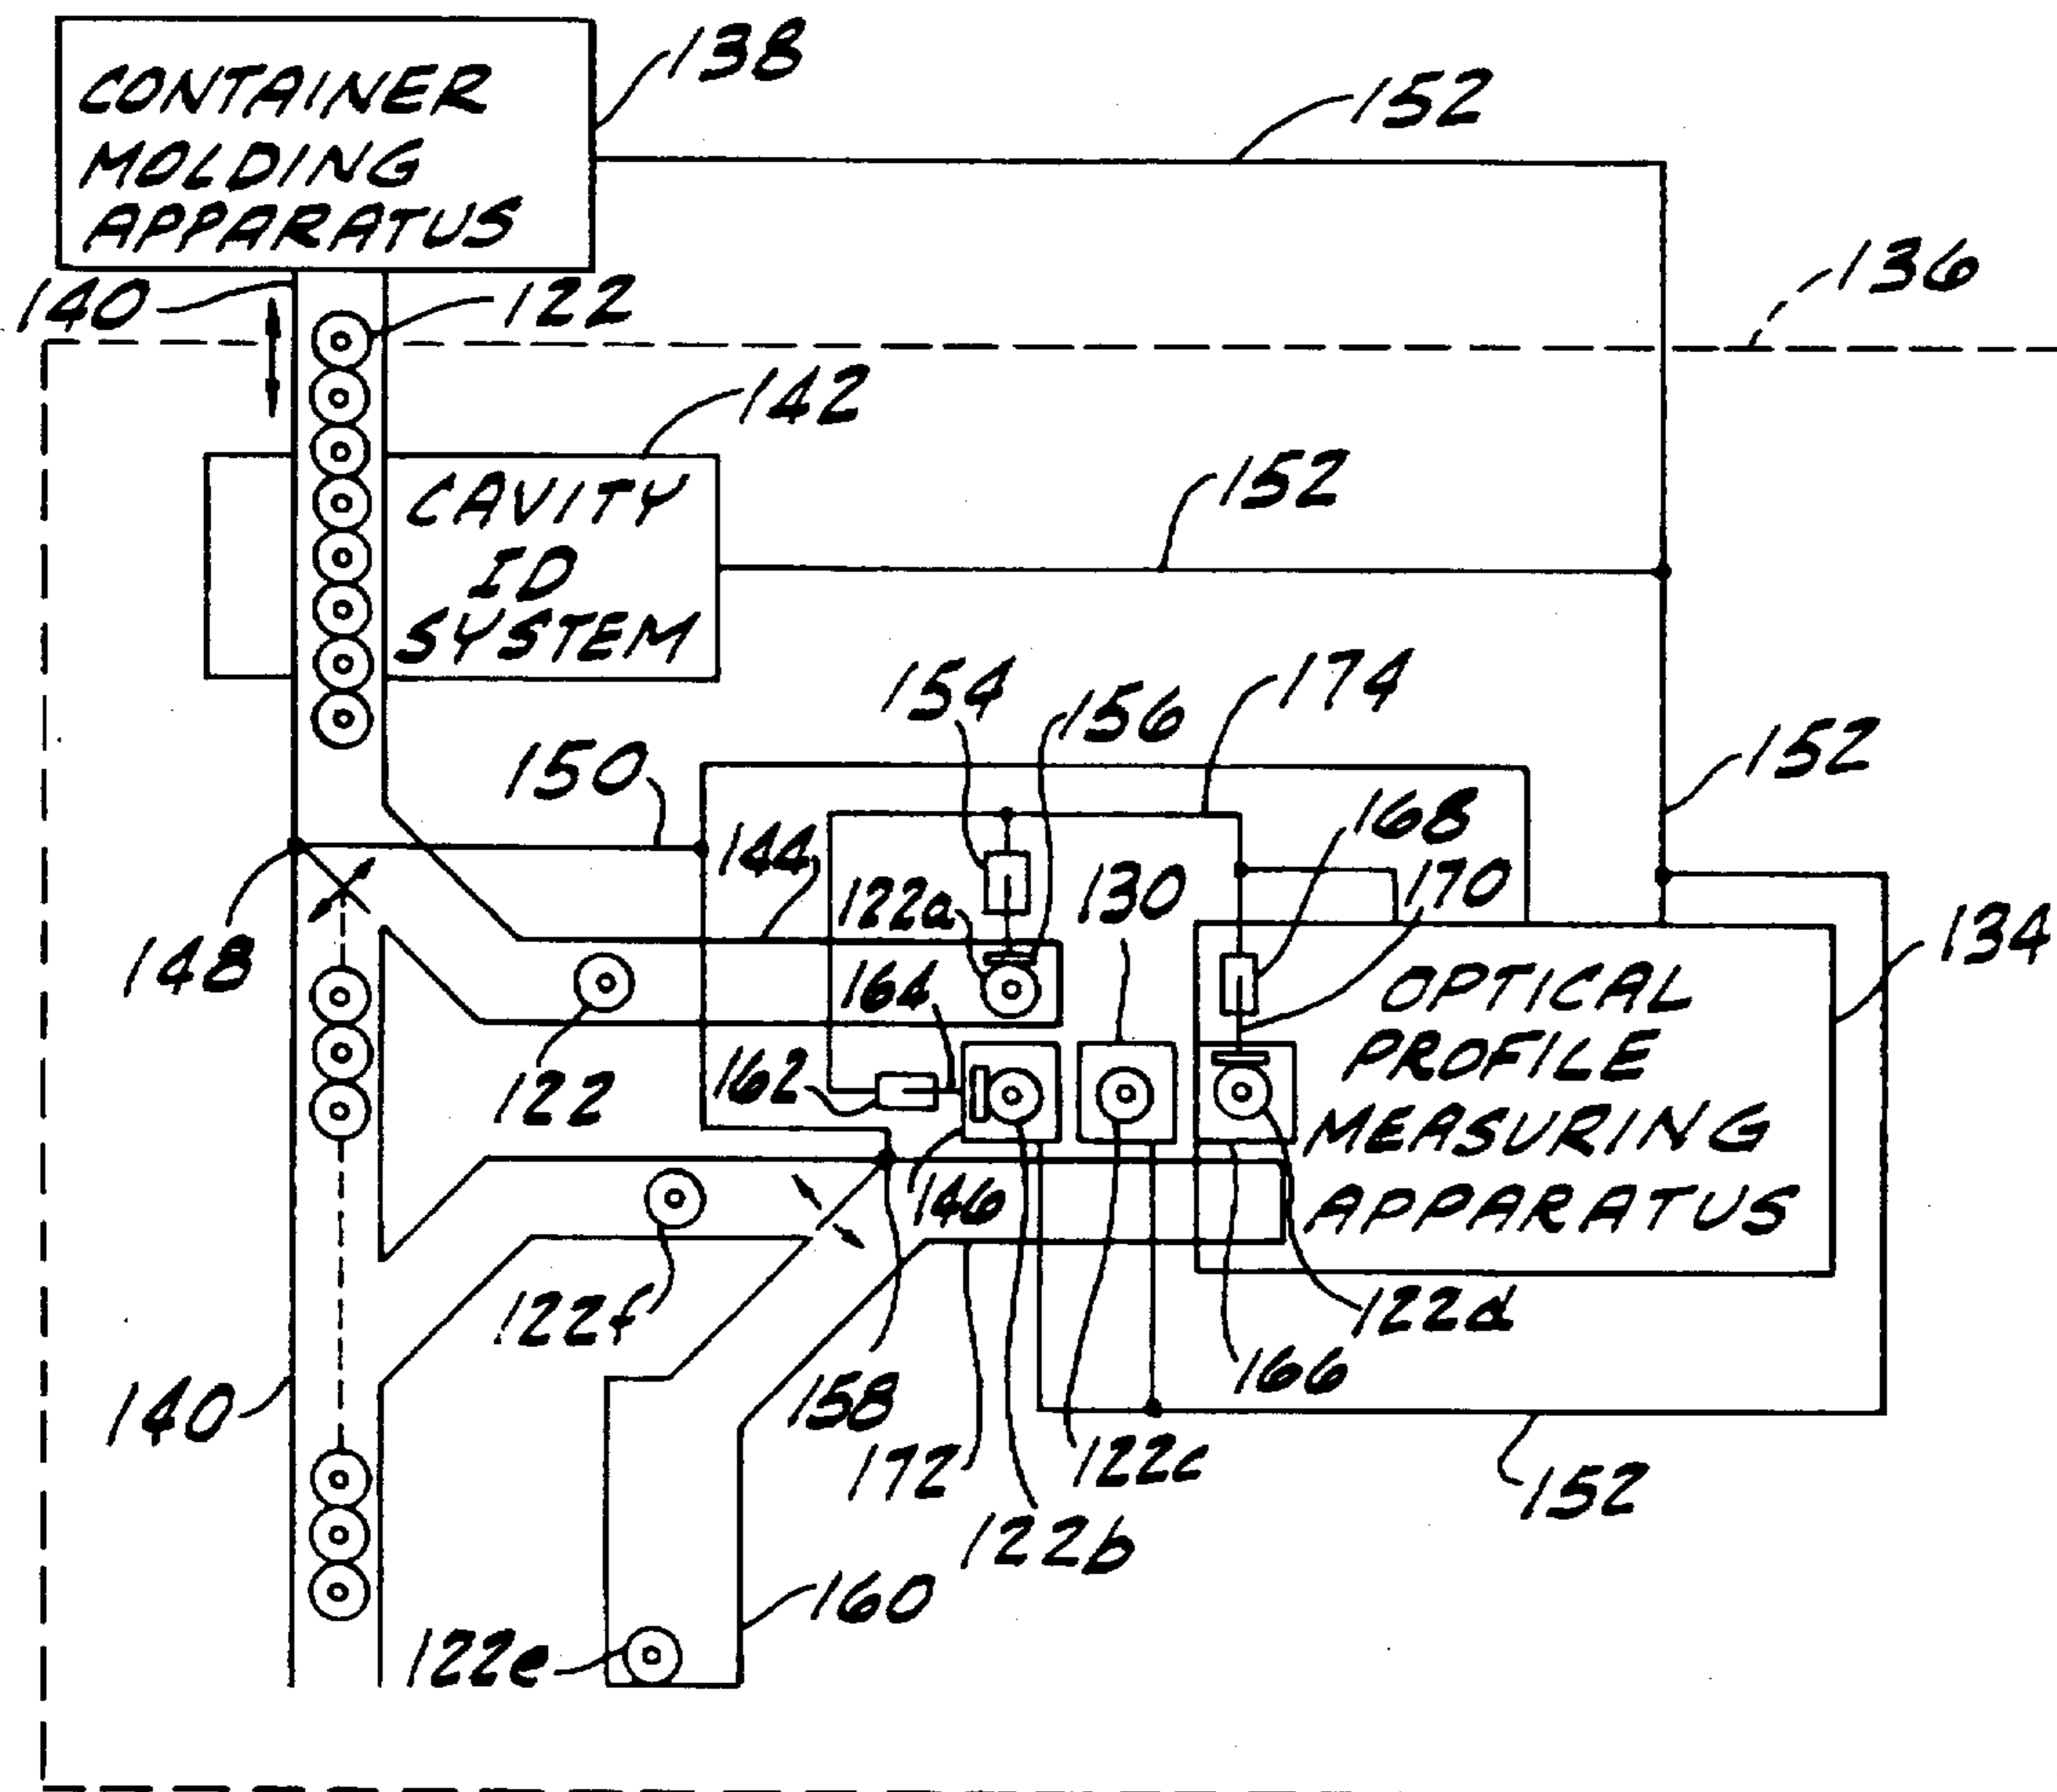 138
CONTAINER
MOLDING
APPARATUS
152
136
140
122
142
CAVITY
ID
SYSTEM
152
154
156
174
152
150
144
168
122a
130
170
148
164
134
OPTICAL
PROFILE
MEASURING
APPARATUS
122
162
146
122f
122d
166
140
158
172
122c
152
122b
160
122e